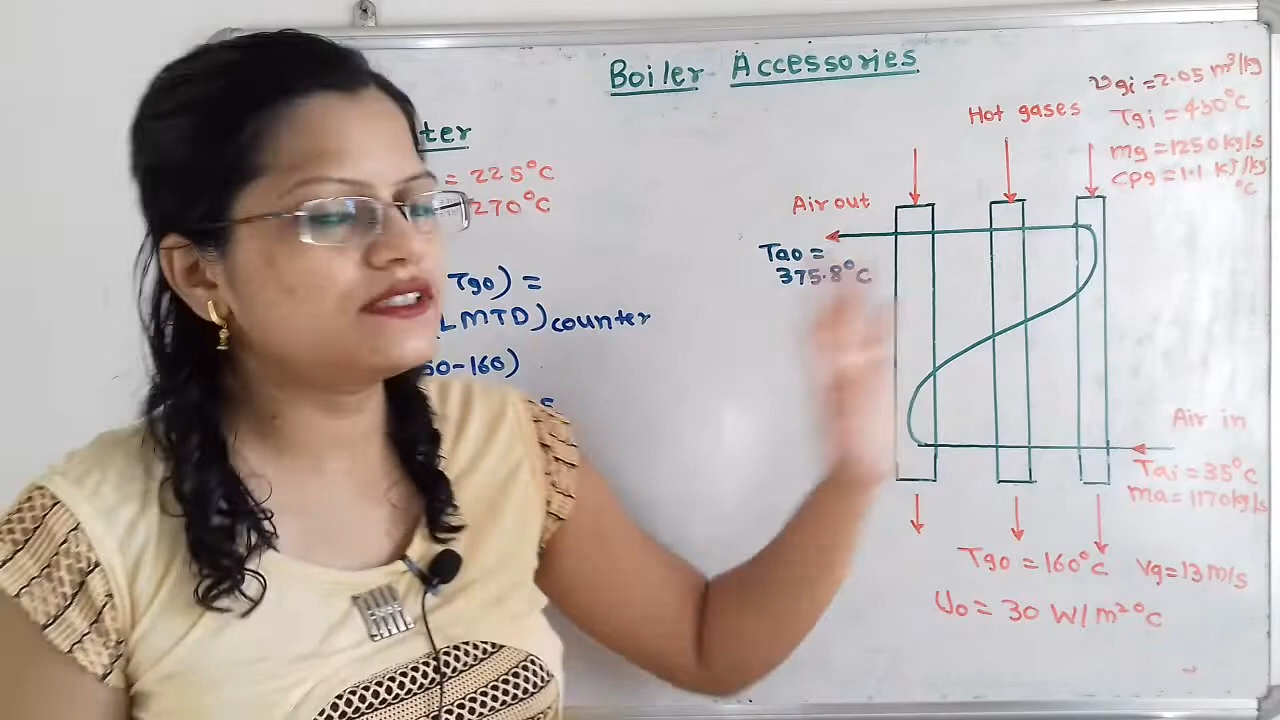 Boiler Accessories
ter
= 225°C
270°C
Tgo) =
LMTD)counter
50-160)
Hot gases
vgi = 2.05 m³/kg
Tgi = 430°C
mg = 1250 kg/s
Cpg = 1.1 kJ/kg
°C
Air out
Tao =
375.8°C
Air in
Tai = 35°C
ma = 1170 kg/s
Tgo = 160°C Vg = 13 m/s
Uo = 30 W/m²°C